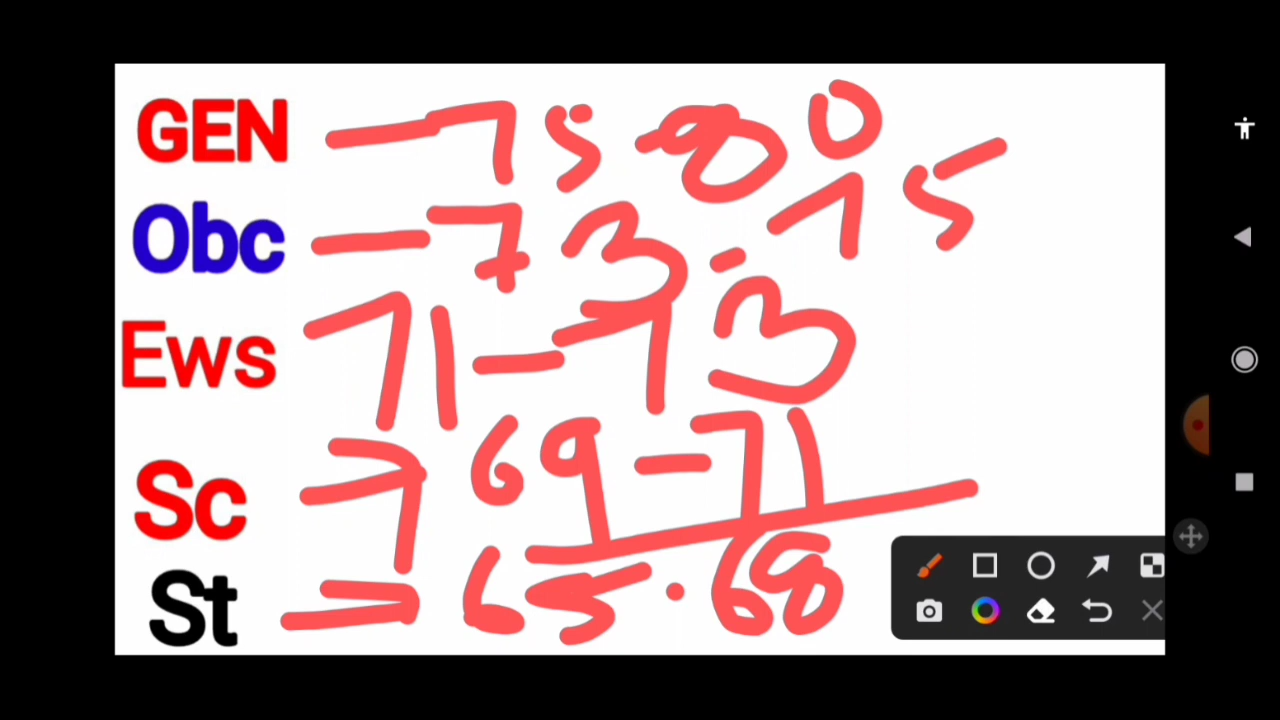 GEN - 75-80
Obc - 73-75
Ews 71-73
Sc 69-71
St = 65.68